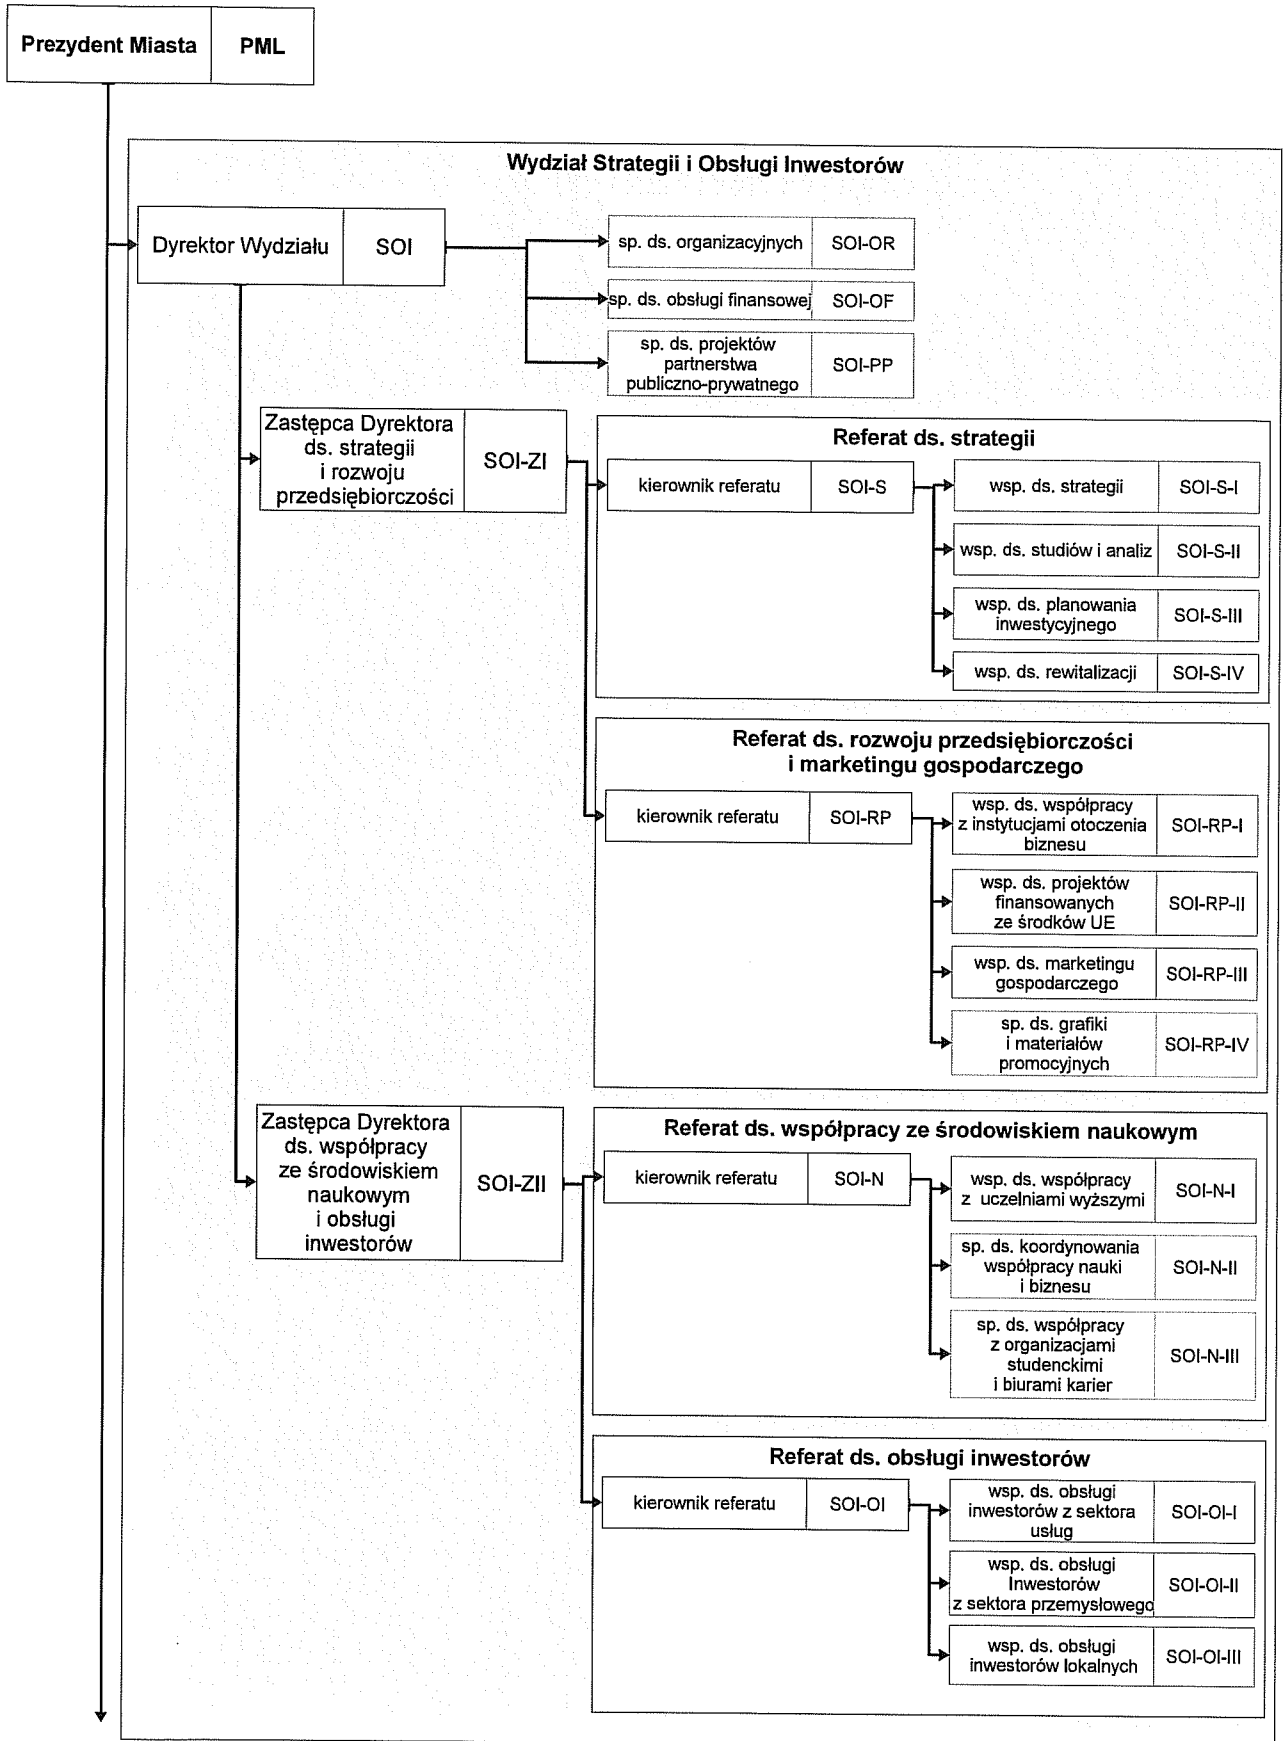 Prezydent Miasta PML
Wydział Strategii i Obsługi Inwestorów
Dyrektor Wydziału SOI
sp. ds. organizacyjnych SOI-OR
sp. ds. obsługi finansowej SOI-OF
sp. ds. projektów
partnerstwa
publiczno-prywatnego
SOI-PP
Zastępca Dyrektora
ds. strategii
i rozwoju
przedsiębiorczości
SOI-ZI
Referat ds. strategii
kierownik referatu SOI-S
wsp. ds. strategii SOI-S-I
wsp. ds. studiów i analiz SOI-S-II
wsp. ds. planowania
inwestycyjnego
SOI-S-III
wsp. ds. rewitalizacji SOI-S-IV
Referat ds. rozwoju przedsiębiorczości
i marketingu gospodarczego
kierownik referatu SOI-RP
wsp. ds. współpracy
z instytucjami otoczenia
biznesu
SOI-RP-I
wsp. ds. projektów
finansowanych
ze środków UE
SOI-RP-II
wsp. ds. marketingu
gospodarczego
SOI-RP-III
sp. ds. grafiki
i materiałów
promocyjnych
SOI-RP-IV
Zastępca Dyrektora
ds. współpracy
ze środowiskiem
naukowym
i obsługi
inwestorów
SOI-ZII
Referat ds. współpracy ze środowiskiem naukowym
kierownik referatu SOI-N
wsp. ds. współpracy
z uczelniami wyższymi
SOI-N-I
sp. ds. koordynowania
współpracy nauki
i biznesu
SOI-N-II
sp. ds. współpracy
z organizacjami
studenckimi
i biurami karier
SOI-N-III
Referat ds. obsługi inwestorów
kierownik referatu SOI-OI
wsp. ds. obsługi
inwestorów z sektora
usług
SOI-OI-I
wsp. ds. obsługi
Inwestorów
z sektora przemysłowego
SOI-OI-II
wsp. ds. obsługi
inwestorów lokalnych
SOI-OI-III